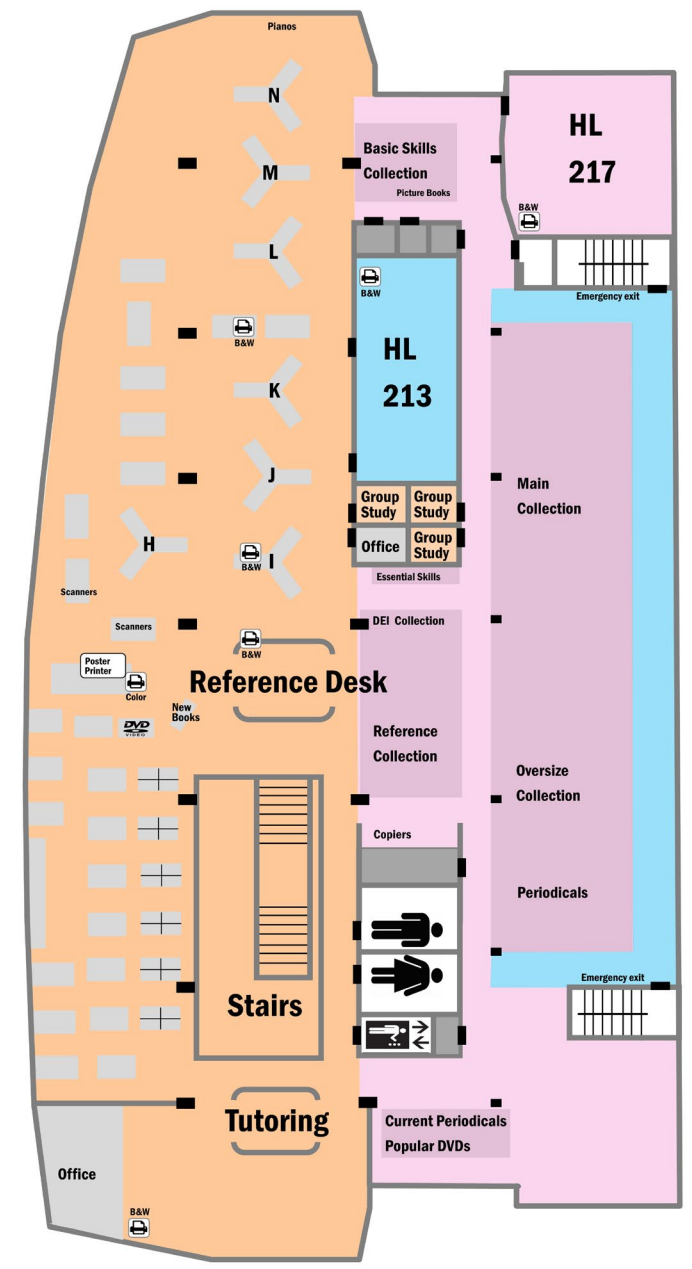 Pianos
N
HL
217
B&W
M
Basic Skills
Collection
Picture Books
L
Emergency exit
B&W
B&W
HL
213
K
J
Main
Collection
Group
Study
Group
Study
H
B&W
I
Office
Group
Study
Essential Skills
Scanners
Scanners
DEI Collection
B&W
Poster
Printer
Color
Reference Desk
New
Books
DVD
VIDEO
Reference
Collection
Oversize
Collection
Copiers
Periodicals
Emergency exit
Stairs
Tutoring
Current Periodicals
Popular DVDs
Office
B&W